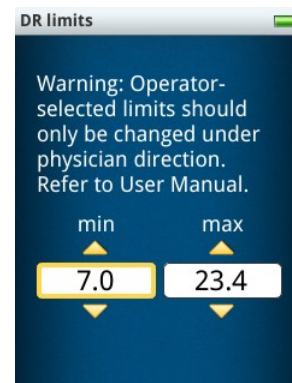 DR limits
Warning: Operator-
selected limits should
only be changed under
physician direction.
Refer to User Manual.
min max
7.0 23.4